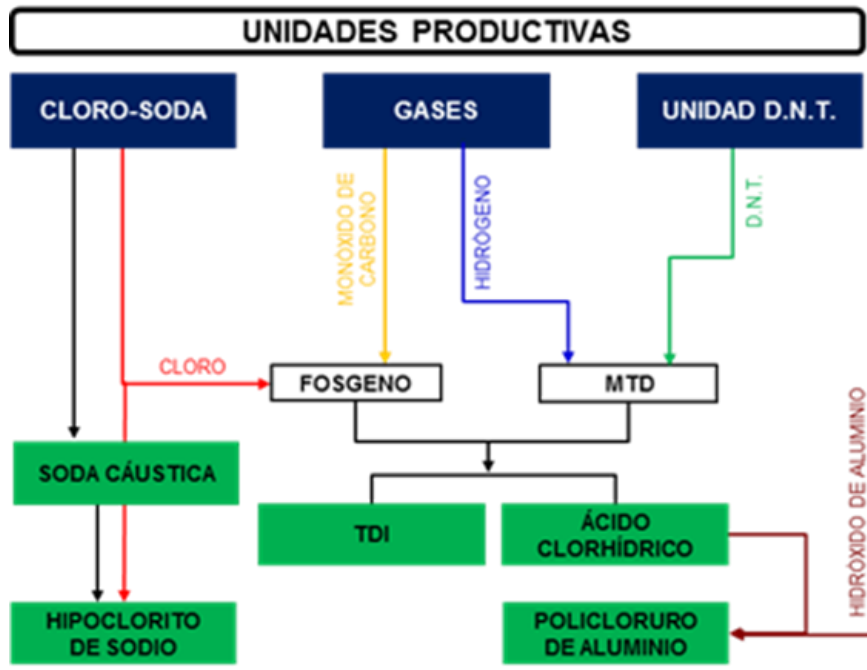 UNIDADES PRODUCTIVAS
CLORO-SODA
GASES
UNIDAD D.N.T.
MONÓXIDO DE
CARBONO
HIDRÓGENO
D.N.T.
CLORO
FOSGENO
MTD
HIDRÓXIDO DE ALUMINIO
SODA CÁUSTICA
TDI
ÁCIDO
CLORHÍDRICO
HIPOCLORITO
DE SODIO
POLICLORURO
DE ALUMINIO